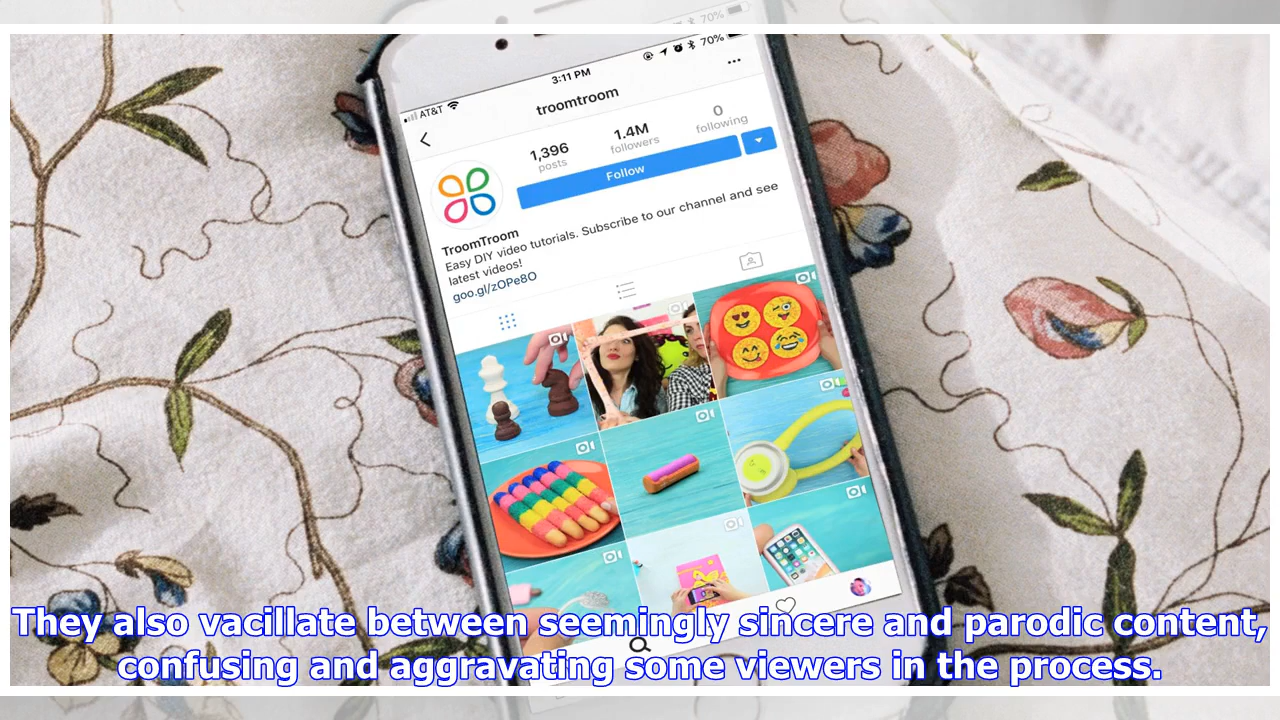 70%
70%
3:11 PM
AT&T
troomtroom
1,396 posts
1.4M followers
0 following
Follow
TroomTroom
Easy DIY video tutorials. Subscribe to our channel and see
latest videos!
goo.gl/zOPe8O
They also vacillate between seemingly sincere and parodic content,
confusing and aggravating some viewers in the process.